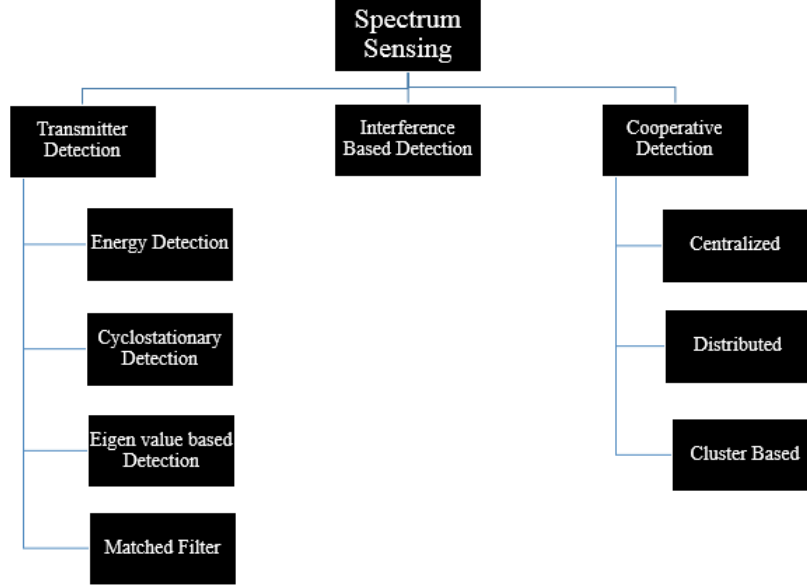 Spectrum
Sensing
Transmitter
Detection
Interference
Based Detection
Cooperative
Detection
Energy Detection
Cyclostationary
Detection
Eigen value based
Detection
Matched Filter
Centralized
Distributed
Cluster Based